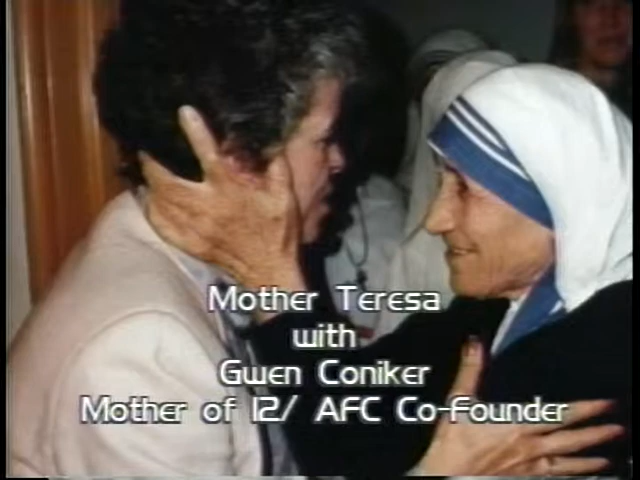 Mother Teresa
with
Gwen Coniker
Mother of 12/ AFC Co-Founder